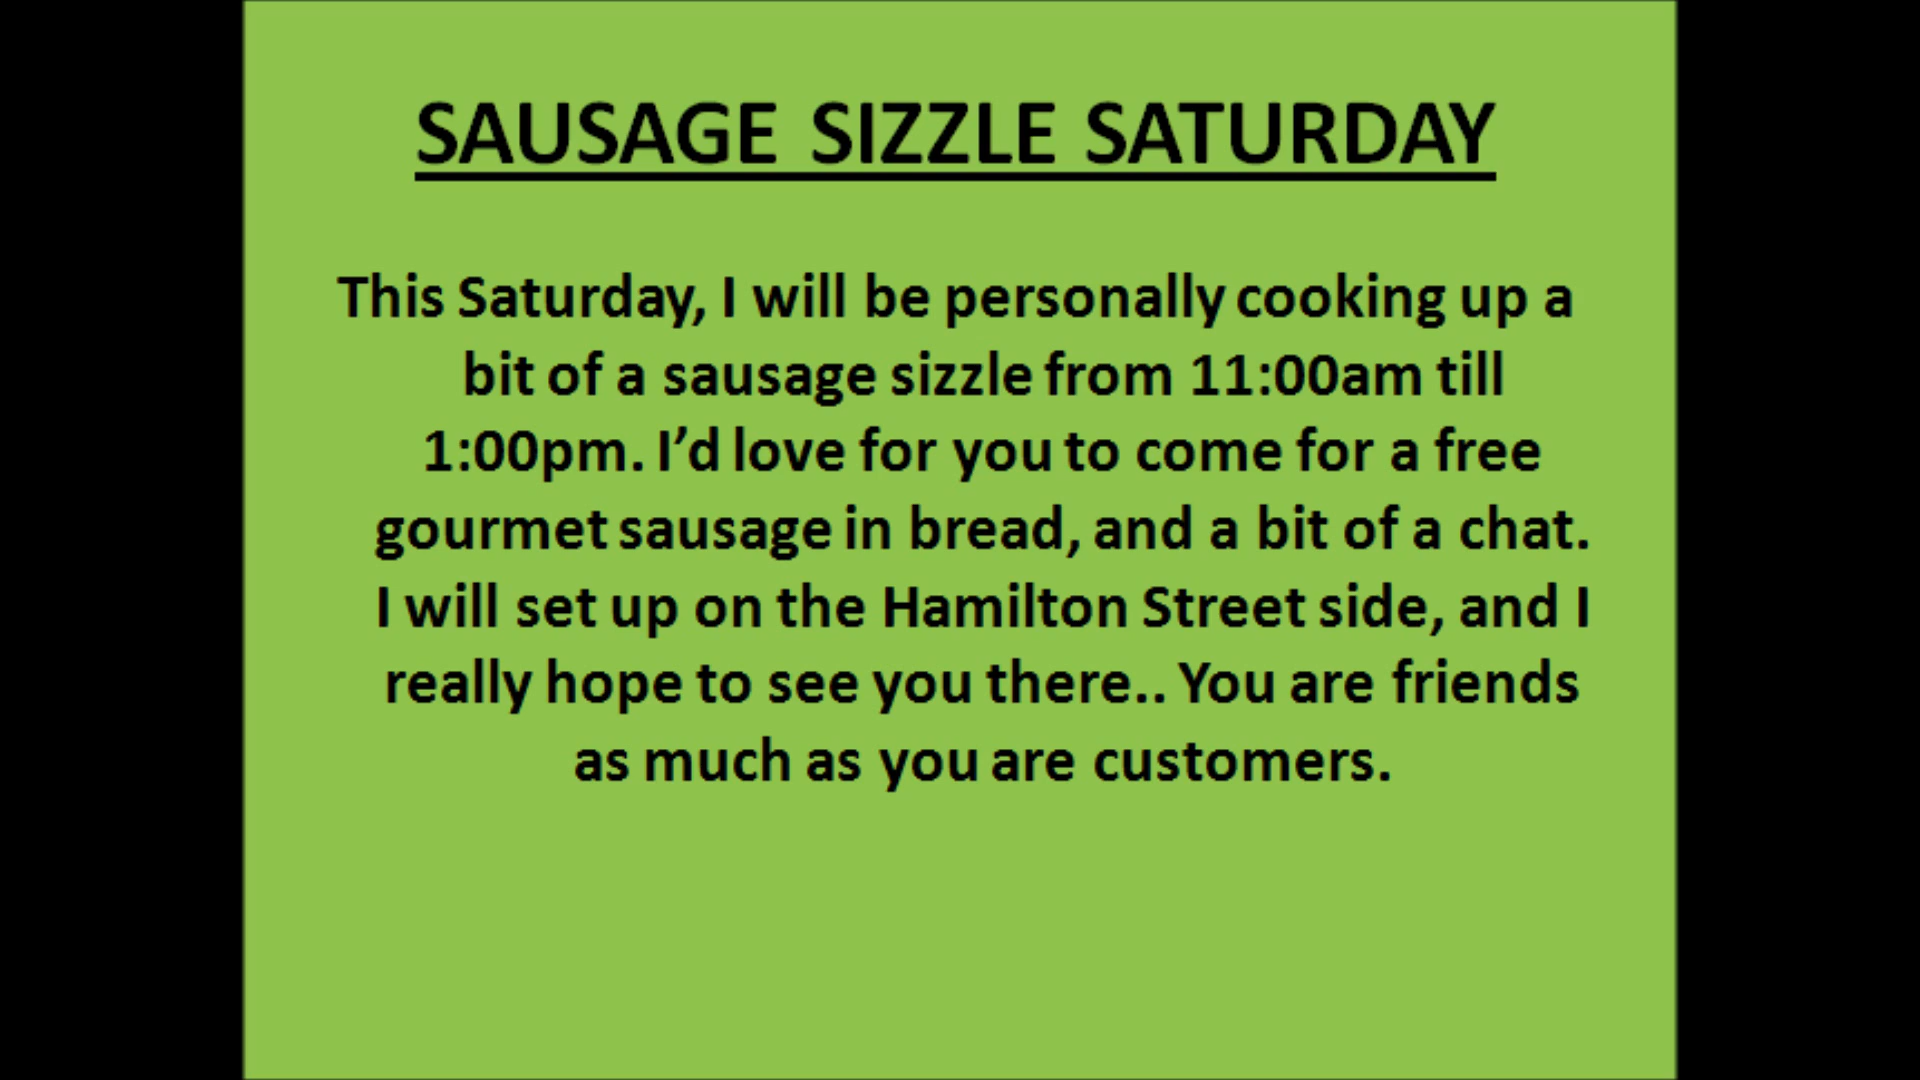 SAUSAGE SIZZLE SATURDAY
This Saturday, I will be personally cooking up a
bit of a sausage sizzle from 11:00am till
1:00pm. I’d love for you to come for a free
gourmet sausage in bread, and a bit of a chat.
I will set up on the Hamilton Street side, and I
really hope to see you there.. You are friends
as much as you are customers.